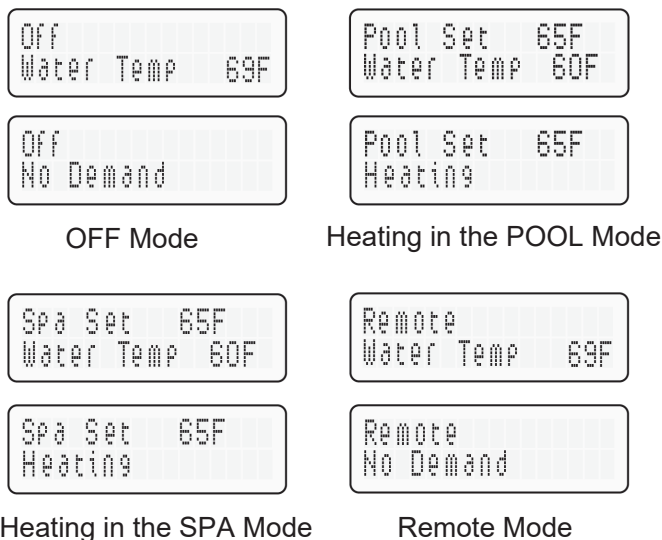 Off
Water Temp 69F
Off
No Demand
OFF Mode
Pool Set 65F
Water Temp 60F
Pool Set 65F
Heating
Heating in the POOL Mode
Spa Set 65F
Water Temp 60F
Spa Set 65F
Heating
Heating in the SPA Mode
Remote
Water Temp 69F
Remote
No Demand
Remote Mode